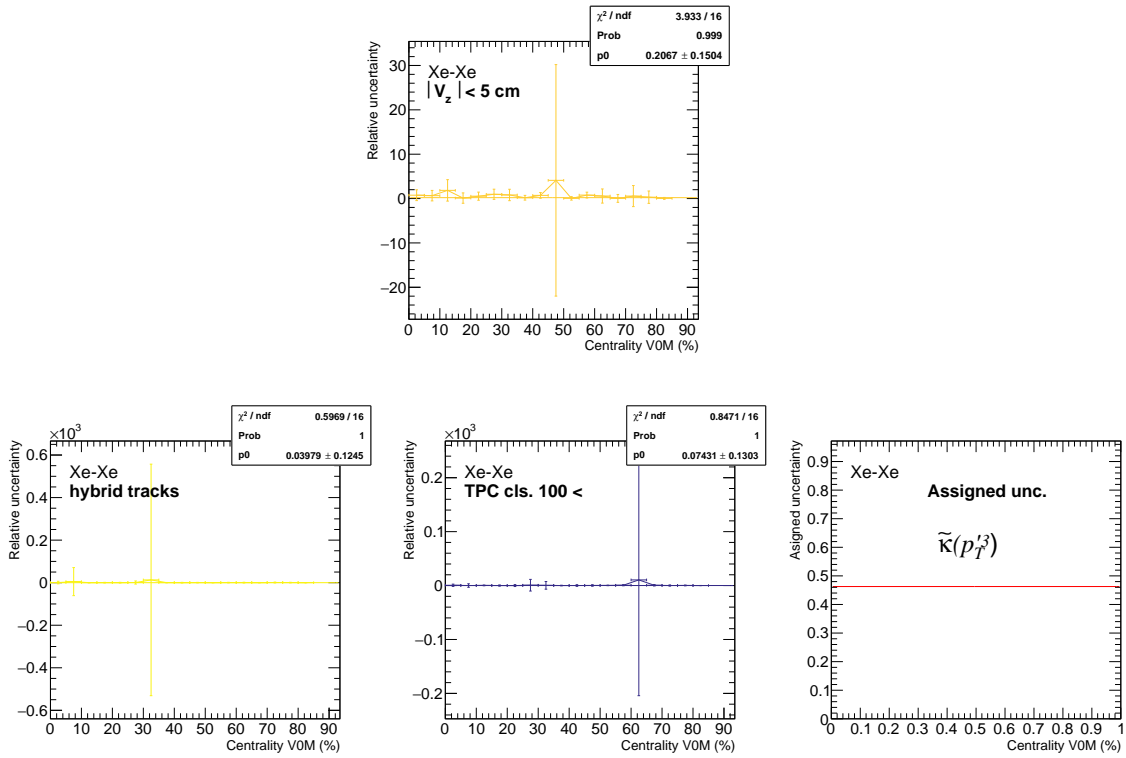 χ² / ndf 3.933 / 16
Prob 0.999
p0 0.2067 ± 0.1504
Relative uncertainty
Xe-Xe
|V_z| < 5 cm
30
20
10
0
−10
−20
0 10 20 30 40 50 60 70 80 90
Centrality V0M (%)
χ² / ndf 0.5969 / 16
Prob 1
p0 0.03979 ± 0.1245
×10³
Relative uncertainty
Xe-Xe
hybrid tracks
0.6
0.4
0.2
0
−0.2
−0.4
−0.6
0 10 20 30 40 50 60 70 80 90
Centrality V0M (%)
χ² / ndf 0.8471 / 16
Prob 1
p0 0.07431 ± 0.1303
×10³
Relative uncertainty
Xe-Xe
TPC cls. 100 <
0.2
0.1
0
−0.1
−0.2
0 10 20 30 40 50 60 70 80 90
Centrality V0M (%)
Asigned uncertainty
Xe-Xe
Assigned unc.
κ̃(p′_T³)
0.9
0.8
0.7
0.6
0.5
0.4
0.3
0.2
0.1
0
0 0.1 0.2 0.3 0.4 0.5 0.6 0.7 0.8 0.9 1
Centrality V0M (%)